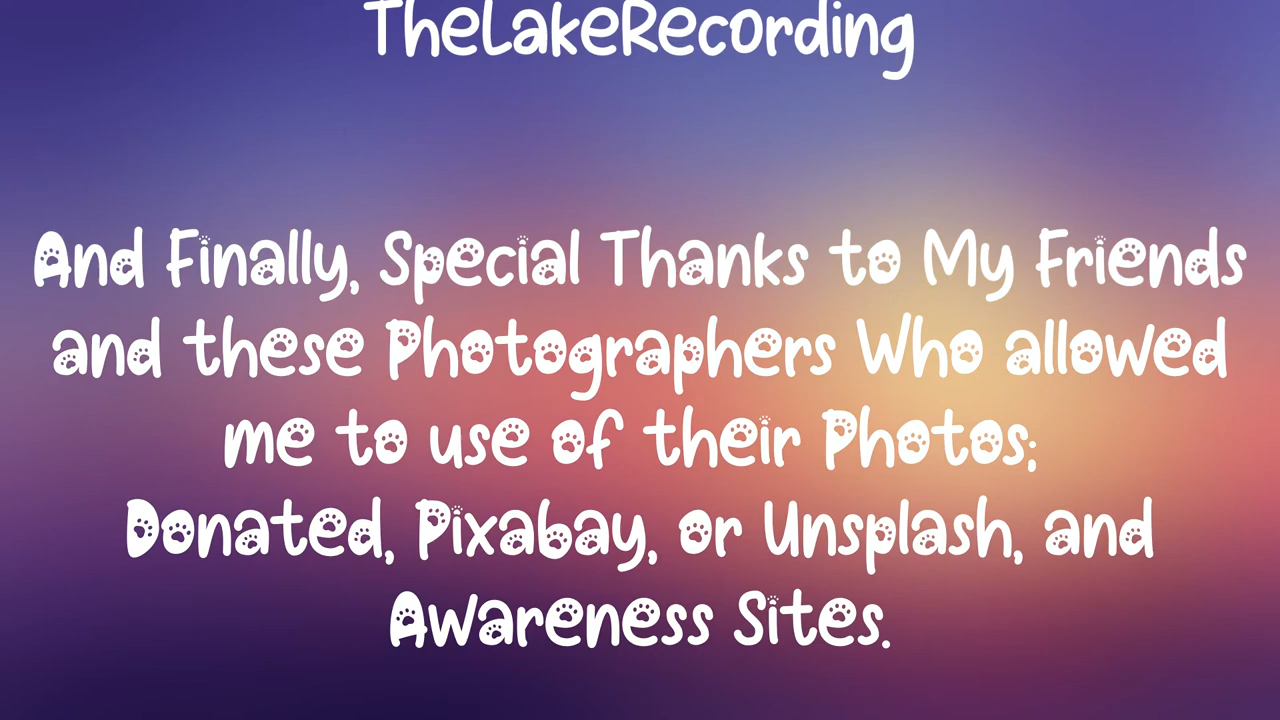 TheLakeRecording
And Finally, Special Thanks to My Friends
and these Photographers Who allowed
me to use of their Photos;
Donated, Pixabay, or Unsplash, and
Awareness Sites.